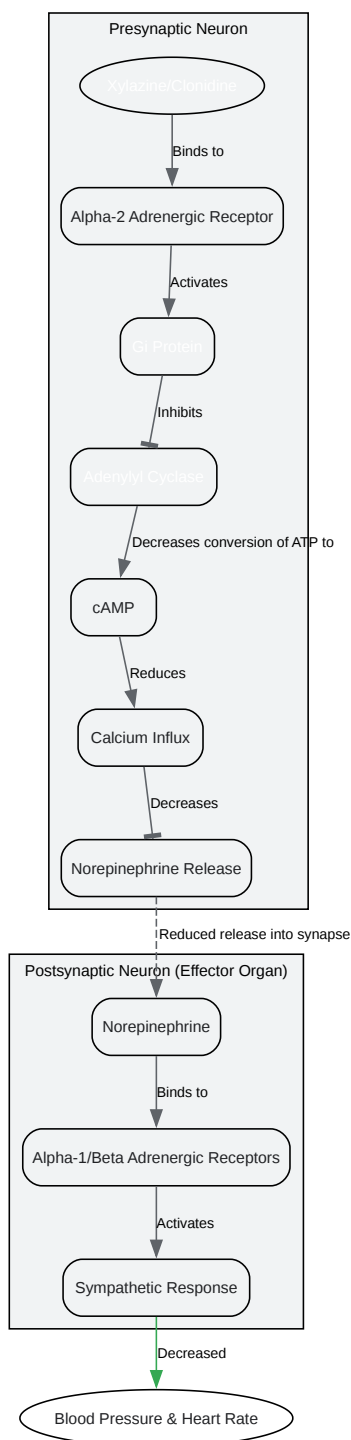 Presynaptic Neuron
Xylazine/Clonidine
Binds to
Alpha-2 Adrenergic Receptor
Activates
Gi Protein
Inhibits
Adenylyl Cyclase
Decreases conversion of ATP to
cAMP
Reduces
Calcium Influx
Decreases
Norepinephrine Release
Reduced release into synapse
Postsynaptic Neuron (Effector Organ)
Norepinephrine
Binds to
Alpha-1/Beta Adrenergic Receptors
Activates
Sympathetic Response
Decreased
Blood Pressure & Heart Rate